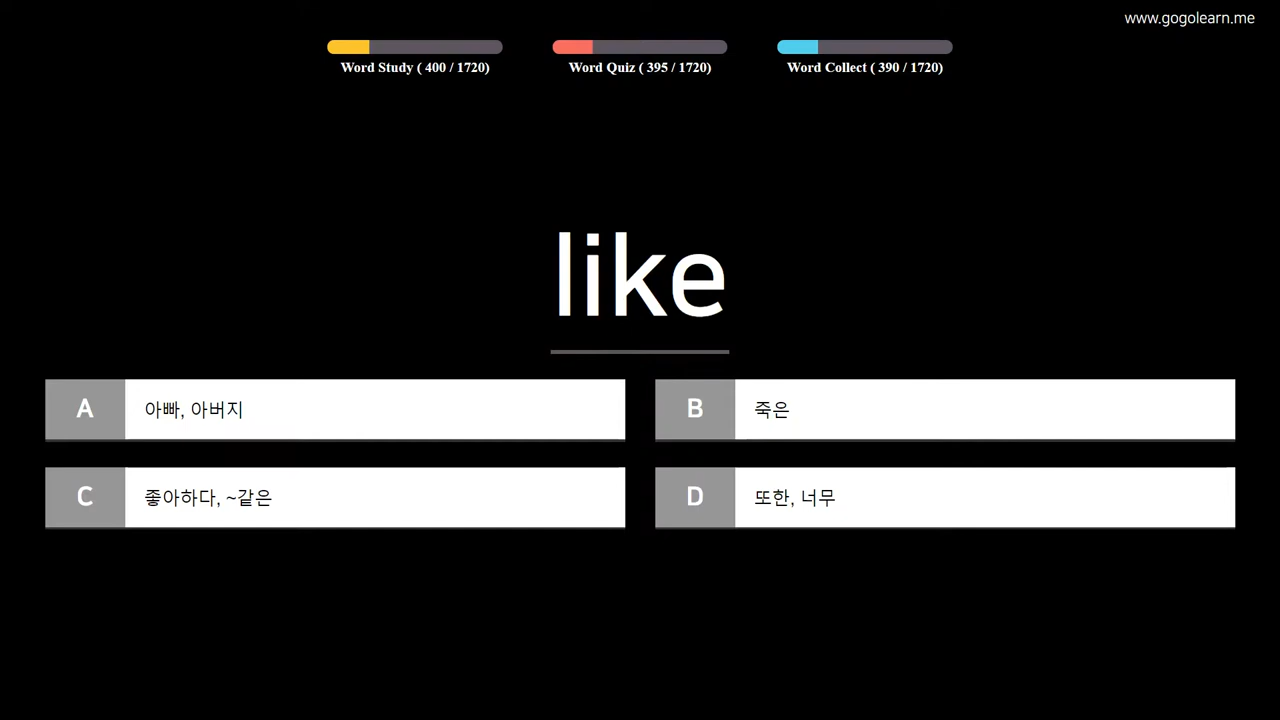 www.gogolearn.me
Word Study ( 400 / 1720)
Word Quiz ( 395 / 1720)
Word Collect ( 390 / 1720)
like
A 아빠, 아버지
B 죽은
C 좋아하다, ~같은
D 또한, 너무